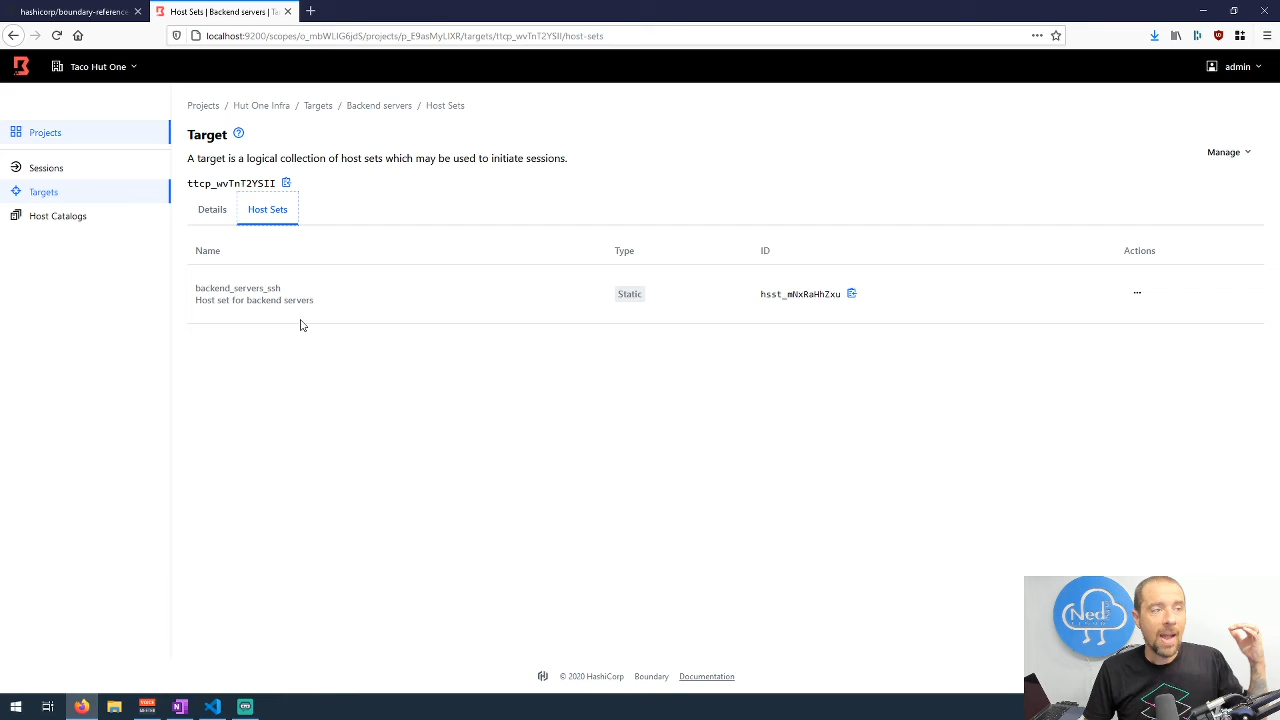 hashicorp/boundary-reference-
Host Sets | Backend servers | Ta
localhost:9200/scopes/o_mbWLIG6jdS/projects/p_E9asMyLIXR/targets/ttcp_wvTnT2YSII/host-sets
Taco Hut One
admin
Projects / Hut One Infra / Targets / Backend servers / Host Sets
Projects
Sessions
Targets
Host Catalogs
Target
A target is a logical collection of host sets which may be used to initiate sessions.
Manage
ttcp_wvTnT2YSII
Details
Host Sets
Name Type ID Actions
backend_servers_ssh
Host set for backend servers
Static
hsst_mNxRaHhZxu
Ned
© 2020 HashiCorp Boundary Documentation